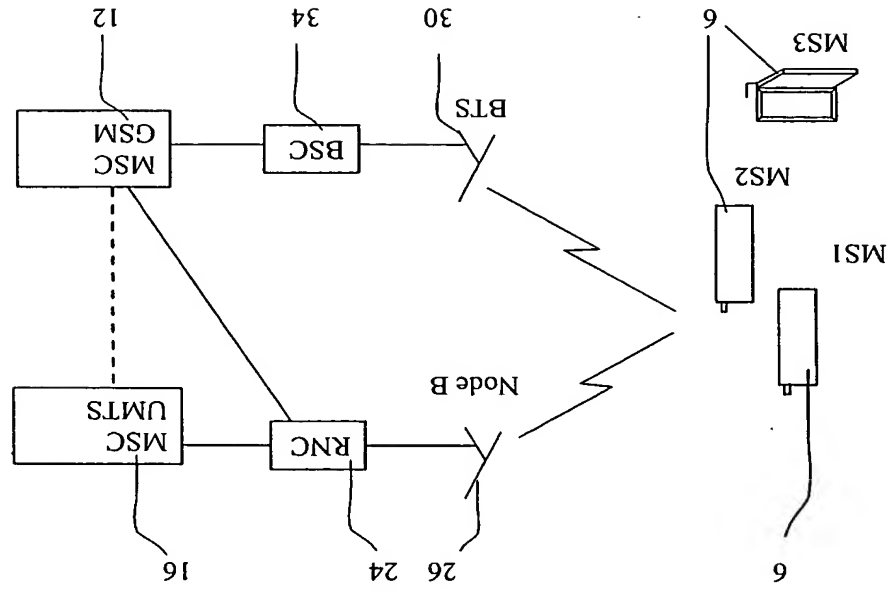 6
26
24
16
RNC
MSC
UMTS
Node B
MS1
MS2
BTS
BSC
MSC
GSM
MS3
6
30
34
12